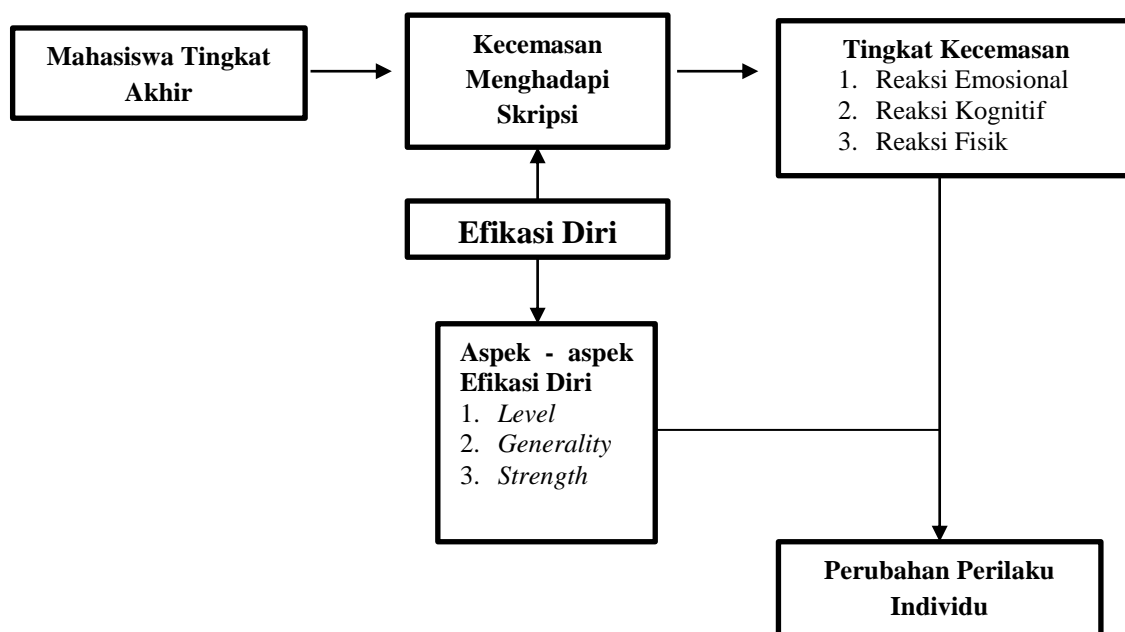 Mahasiswa Tingkat
Akhir
Kecemasan
Menghadapi
Skripsi
Tingkat Kecemasan
1. Reaksi Emosional
2. Reaksi Kognitif
3. Reaksi Fisik
Efikasi Diri
Aspek - aspek
Efikasi Diri
1. Level
2. Generality
3. Strength
Perubahan Perilaku
Individu